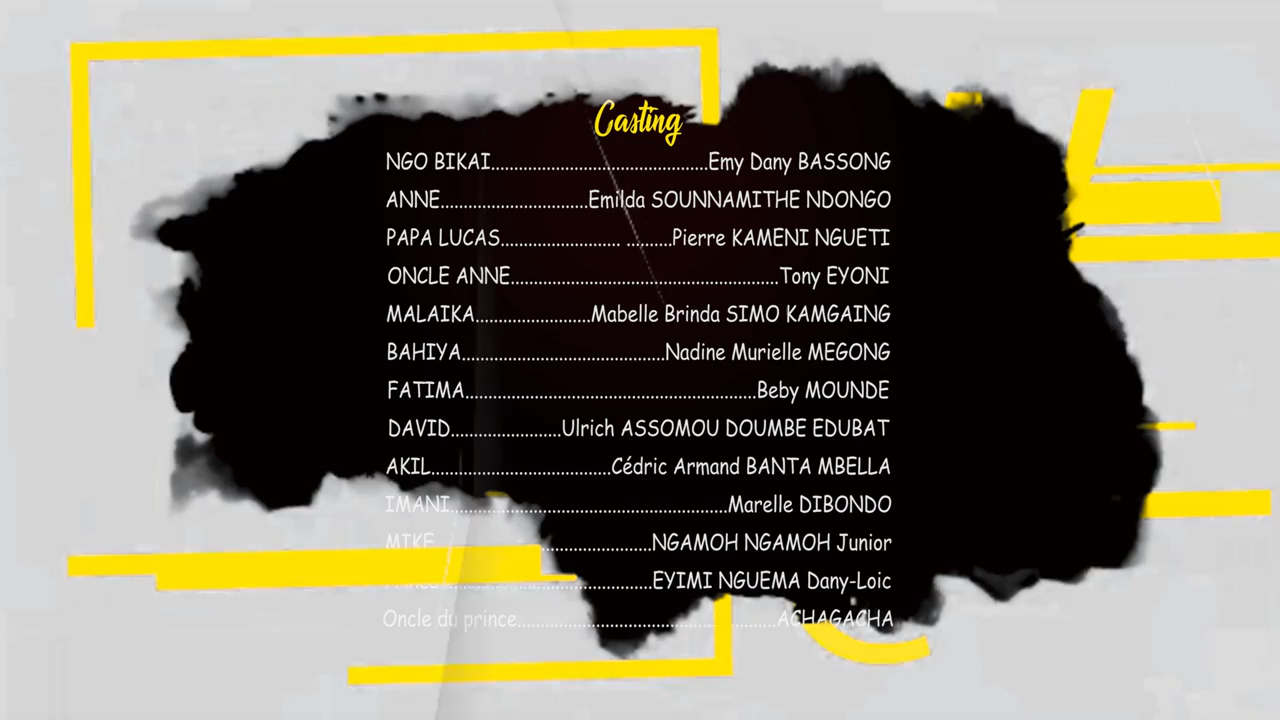 Casting
NGO BIKAI.......................................................Emy Dany BASSONG
ANNE..............................Emilda SOUNNAMITHE NDONGO
PAPA LUCAS........................ ..........Pierre KAMENI NGUETI
ONCLE ANNE...................................................................Tony EYONI
MALAIKA........................Mabelle Brinda SIMO KAMGAING
BAHIYA..........................................Nadine Murielle MEGONG
FATIMA............................................................Beby MOUNDE
DAVID.......................Ulrich ASSOMOU DOUMBE EDUBAT
AKIL.....................................Cédric Armand BANTA MBELLA
IMANI.........................................................Marelle DIBONDO
MIKE.......................NGAMOH NGAMOH Junior
Prince ...........................................EYIMI NGUEMA Dany-Loic
Oncle du prince.....................................................ACHAGACHA